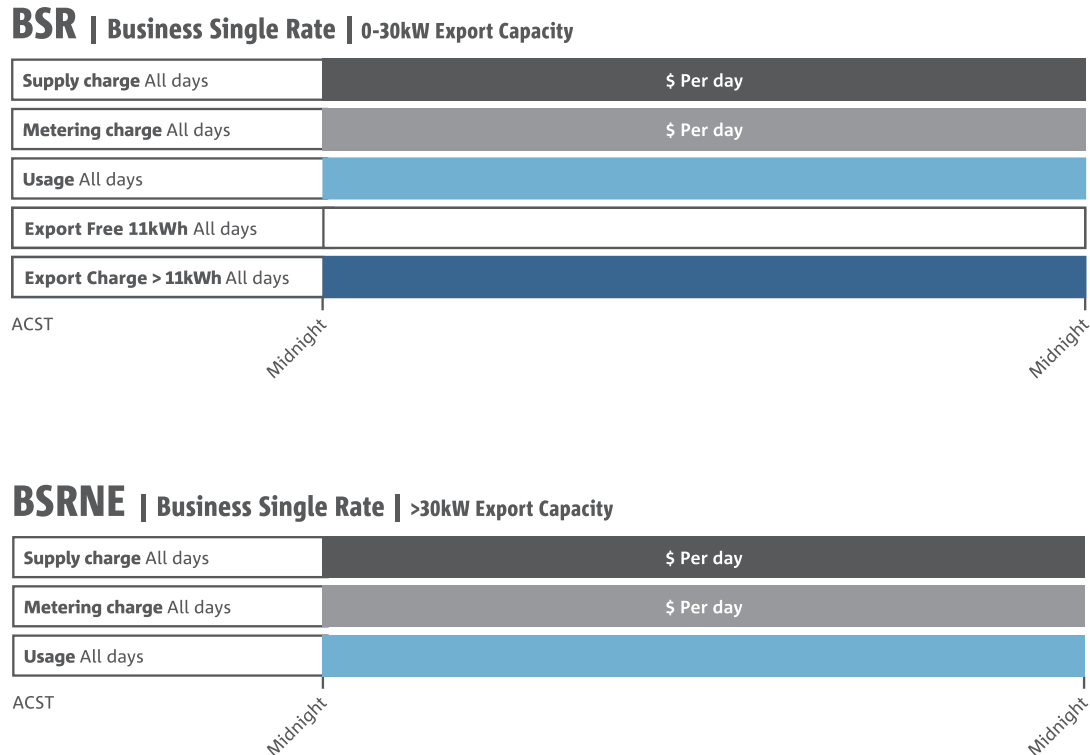 BSR | Business Single Rate | 0-30kW Export Capacity
Supply charge All days $ Per day
Metering charge All days $ Per day
Usage All days
Export Free 11kWh All days
Export Charge > 11kWh All days
ACST Midnight Midnight
BSRNE | Business Single Rate | >30kW Export Capacity
Supply charge All days $ Per day
Metering charge All days $ Per day
Usage All days
ACST Midnight Midnight